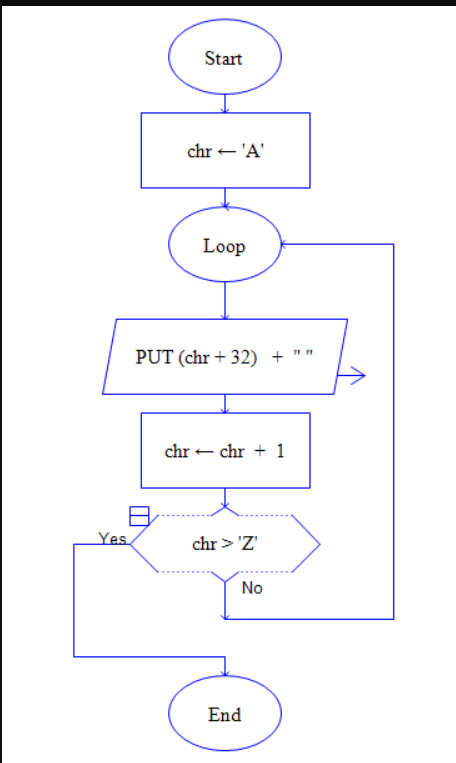 Start
chr ← 'A'
Loop
PUT (chr + 32) + " "
chr ← chr + 1
Yes
chr > 'Z'
No
End